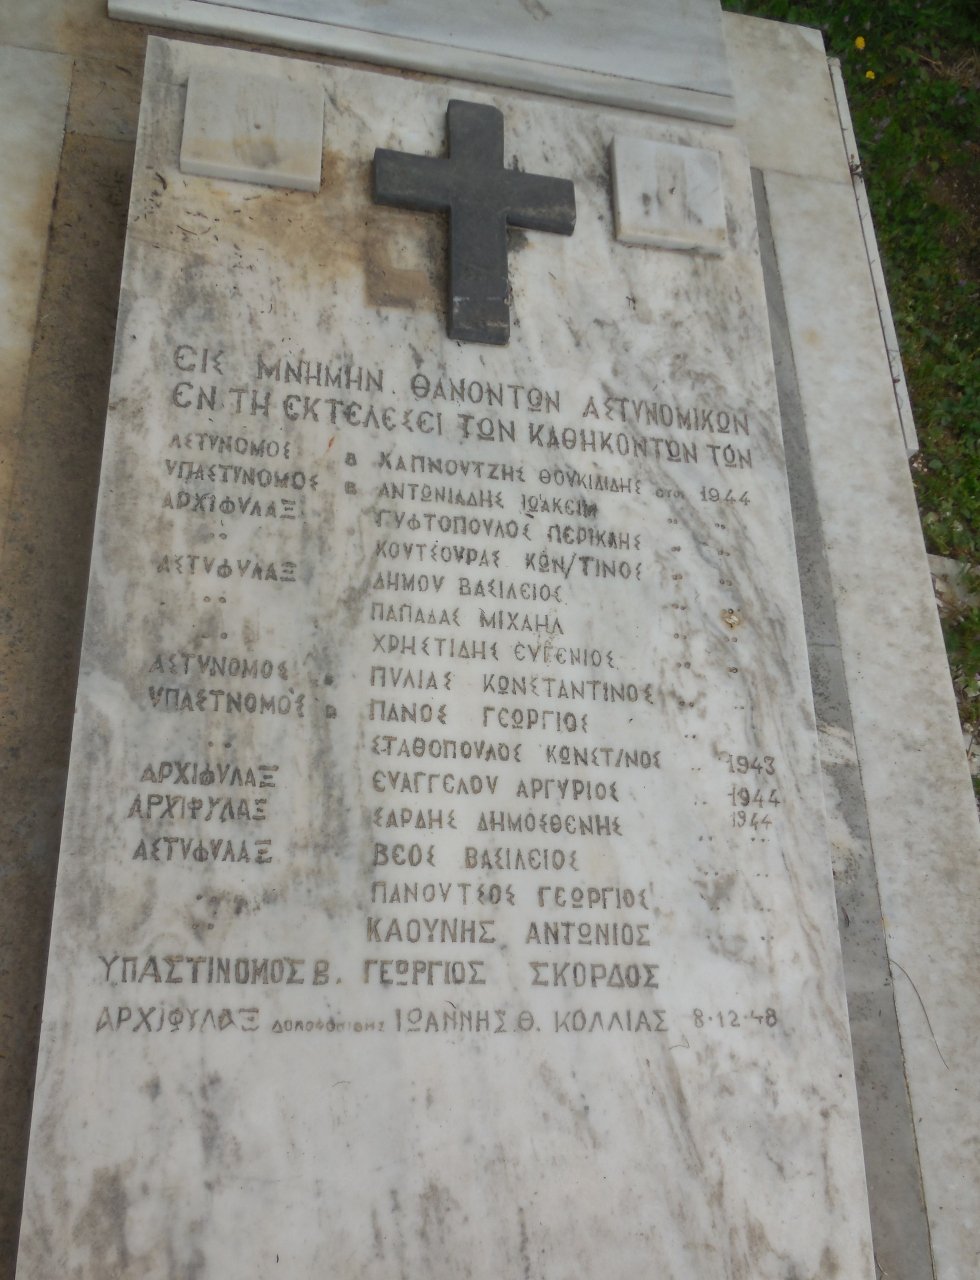 ΕΙΣ ΜΝΗΜΗΝ ΘΑΝΟΝΤΩΝ ΑΣΤΥΝΟΜΙΚΩΝ
ΕΝ ΤΗ ΕΚΤΕΛΕΣΕΙ ΤΩΝ ΚΑΘΗΚΟΝΤΩΝ ΤΩΝ
ΑΣΤΥΝΟΜΟΣ Β ΧΑΠΝΟΥΤΖΗΣ ΘΟΥΚΙΔΙΔΗΣ 1944
ΥΠΑΣΤΥΝΟΜΟΣ Β ΑΝΤΩΝΙΑΔΗΣ ΙΩΑΚΕΙΜ " "
ΑΡΧΙΦΥΛΑΞ ΓΥΦΤΟΠΟΥΛΟΣ ΠΕΡΙΚΛΗΣ " "
" ΚΟΥΤΣΟΥΡΑΣ ΚΩΝ/ΤΙΝΟΣ " "
ΑΣΤΥΦΥΛΑΞ ΔΗΜΟΥ ΒΑΣΙΛΕΙΟΣ " "
" ΠΑΠΑΔΑΣ ΜΙΧΑΗΛ " "
" ΧΡΗΣΤΙΔΗΣ ΕΥΓΕΝΙΟΣ " "
ΑΣΤΥΝΟΜΟΣ Β ΠΥΛΙΑΣ ΚΩΝΣΤΑΝΤΙΝΟΣ " "
ΥΠΑΣΤΝΟΜΟΣ Β ΠΑΝΟΣ ΓΕΩΡΓΙΟΣ
" ΣΤΑΘΟΠΟΥΛΟΣ ΚΩΝΣΤ/ΝΟΣ " 1943
ΑΡΧΙΦΥΛΑΞ ΕΥΑΓΓΕΛΟΥ ΑΡΓΥΡΙΟΣ " 1944
ΑΡΧΙΦΥΛΑΞ ΣΑΡΔΗΣ ΔΗΜΟΣΘΕΝΗΣ " 1944
ΑΣΤΥΦΥΛΑΞ ΒΕΟΣ ΒΑΣΙΛΕΙΟΣ " "
" ΠΑΝΟΥΤΣΟΣ ΓΕΩΡΓΙΟΣ " "
" ΚΑΟΥΝΗΣ ΑΝΤΩΝΙΟΣ " "
ΥΠΑΣΤΙΝΟΜΟΣ Β. ΓΕΩΡΓΙΟΣ ΣΚΟΡΔΟΣ
ΑΡΧΙΦΥΛΑΞ ΙΩΑΝΝΗΣ Θ. ΚΟΛΛΙΑΣ 8·12·48